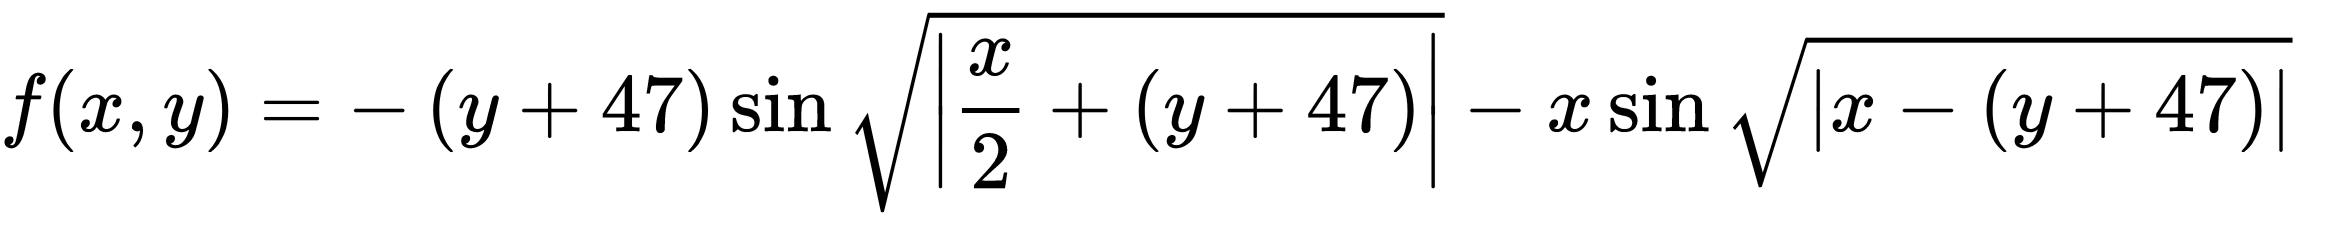 f(x, y) = −(y + 47) sin √|x/2 + (y + 47)| − x sin √|x − (y + 47)|